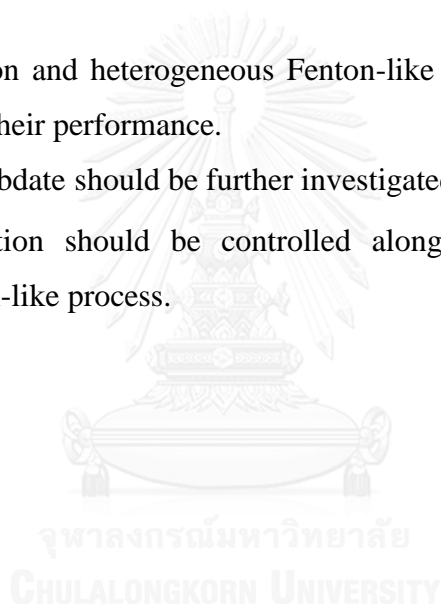 on and heterogeneous Fenton-like
heir performance.
bdate should be further investigated
tion should be controlled along
-like process.
จุฬาลงกรณ์มหาวิทยาลัย
CHULALONGKORN UNIVERSITY